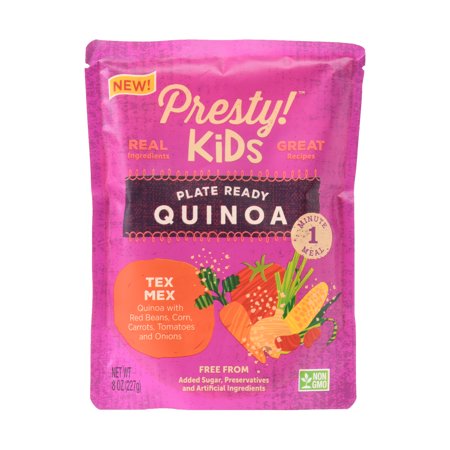 NEW!
Presty!™
KiDs
REAL
Ingredients
GREAT
Recipes
PLATE READY
QUINOA
MINUTE
1
MEAL
TEX
MEX
Quinoa with
Red Beans, Corn,
Carrots, Tomatoes
and Onions
FREE FROM
Added Sugar, Preservatives
and Artificial Ingredients
NET WT
8 OZ (227g)
NON
GMO